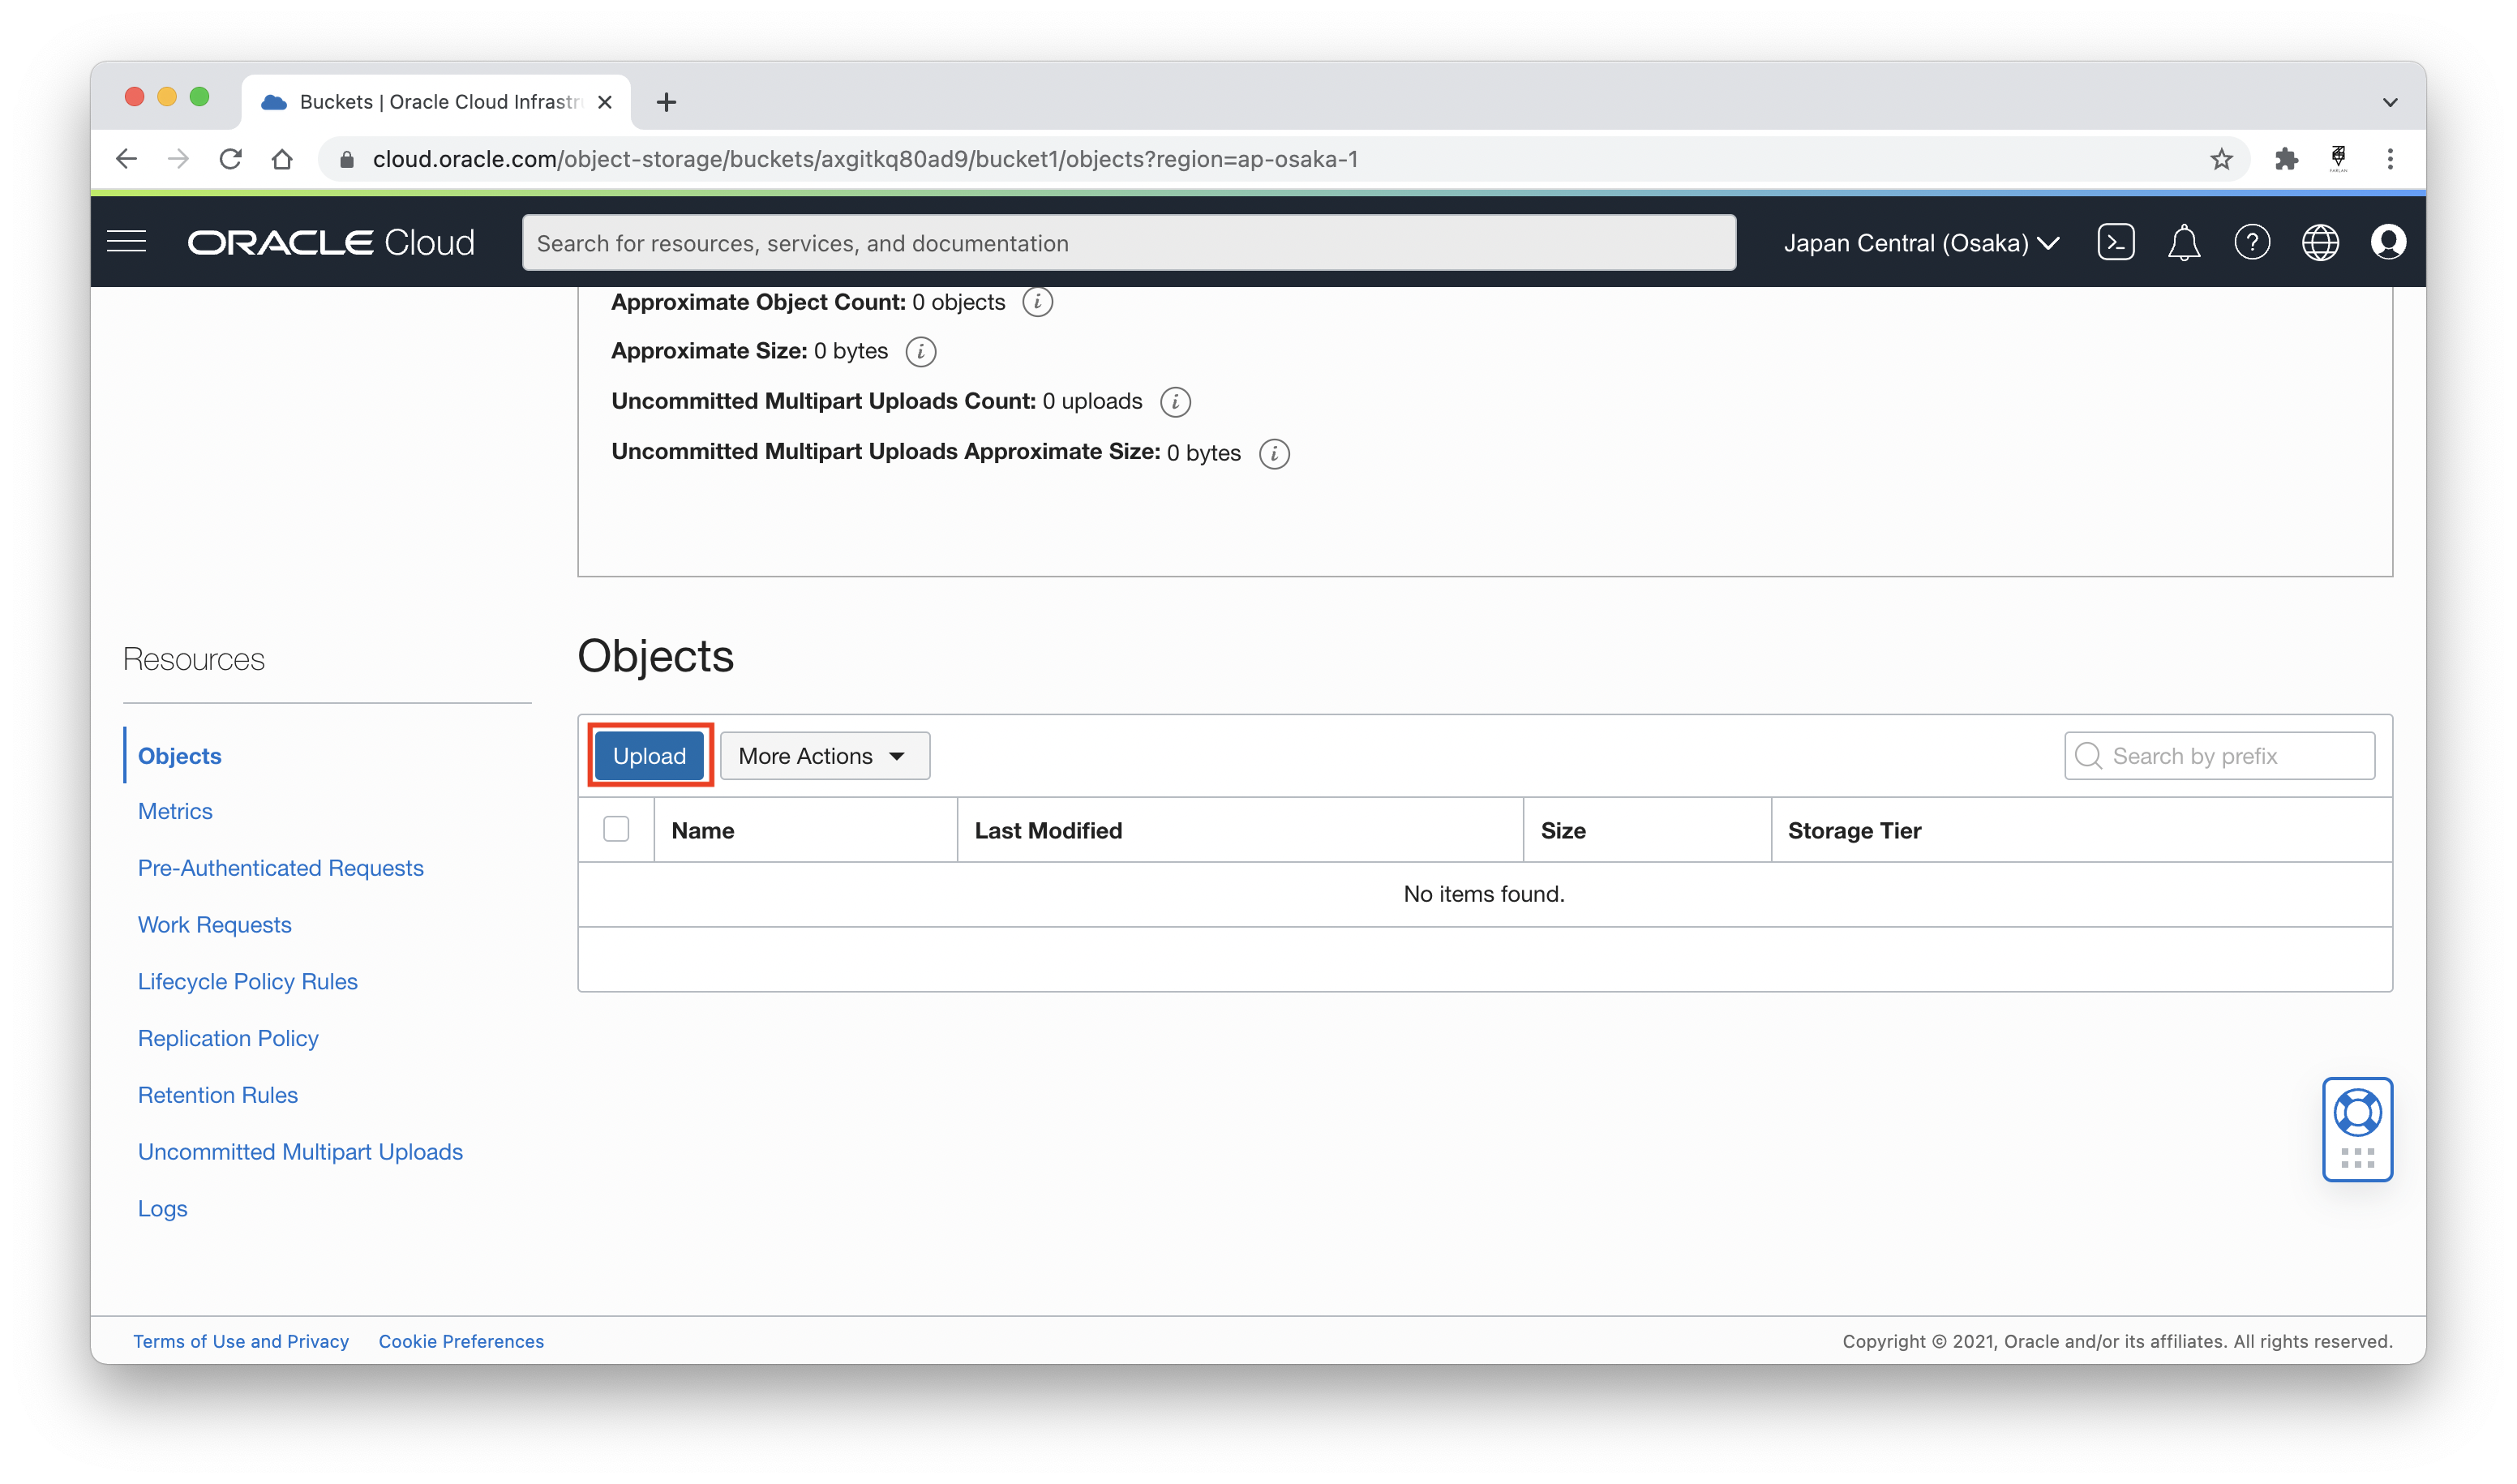 Buckets | Oracle Cloud Infrastr
cloud.oracle.com/object-storage/buckets/axgitkq80ad9/bucket1/objects?region=ap-osaka-1
ORACLE Cloud
Search for resources, services, and documentation
Japan Central (Osaka)
Approximate Object Count: 0 objects
Approximate Size: 0 bytes
Uncommitted Multipart Uploads Count: 0 uploads
Uncommitted Multipart Uploads Approximate Size: 0 bytes
Resources
Objects
Metrics
Pre-Authenticated Requests
Work Requests
Lifecycle Policy Rules
Replication Policy
Retention Rules
Uncommitted Multipart Uploads
Logs
Objects
Upload
More Actions
Search by prefix
Name
Last Modified
Size
Storage Tier
No items found.
Terms of Use and Privacy
Cookie Preferences
Copyright © 2021, Oracle and/or its affiliates. All rights reserved.